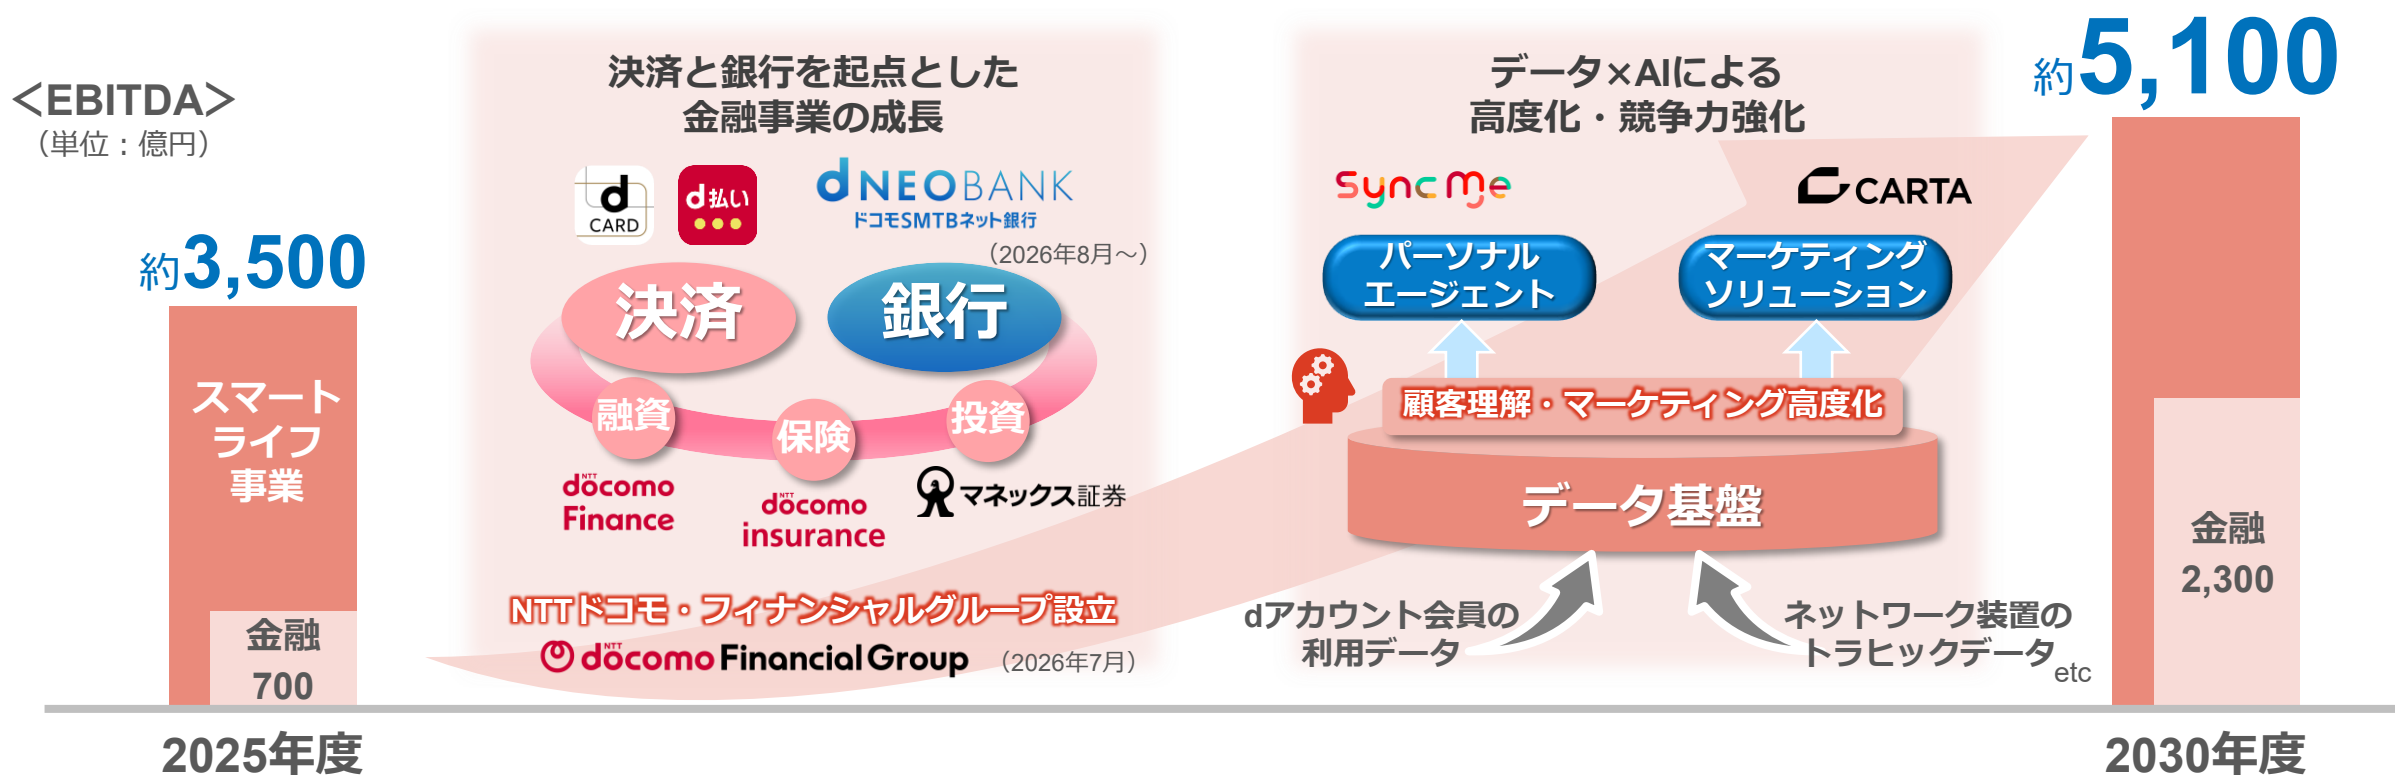 ＜EBITDA＞
（単位：億円）
約3,500
スマート
ライフ
事業
金融
700
2025年度
決済と銀行を起点とした
金融事業の成長
d
CARD
d払い
d NEOBANK
ドコモSMTBネット銀行
（2026年8月～）
決済
銀行
融資
保険
投資
NTT
docomo
Finance
NTT
docomo
insurance
マネックス証券
NTTドコモ・フィナンシャルグループ設立
NTT
docomo Financial Group
（2026年7月）
データ×AIによる
高度化・競争力強化
SyncMe
CARTA
パーソナル
エージェント
マーケティング
ソリューション
顧客理解・マーケティング高度化
データ基盤
dアカウント会員の
利用データ
ネットワーク装置の
トラヒックデータ
etc
約5,100
金融
2,300
2030年度